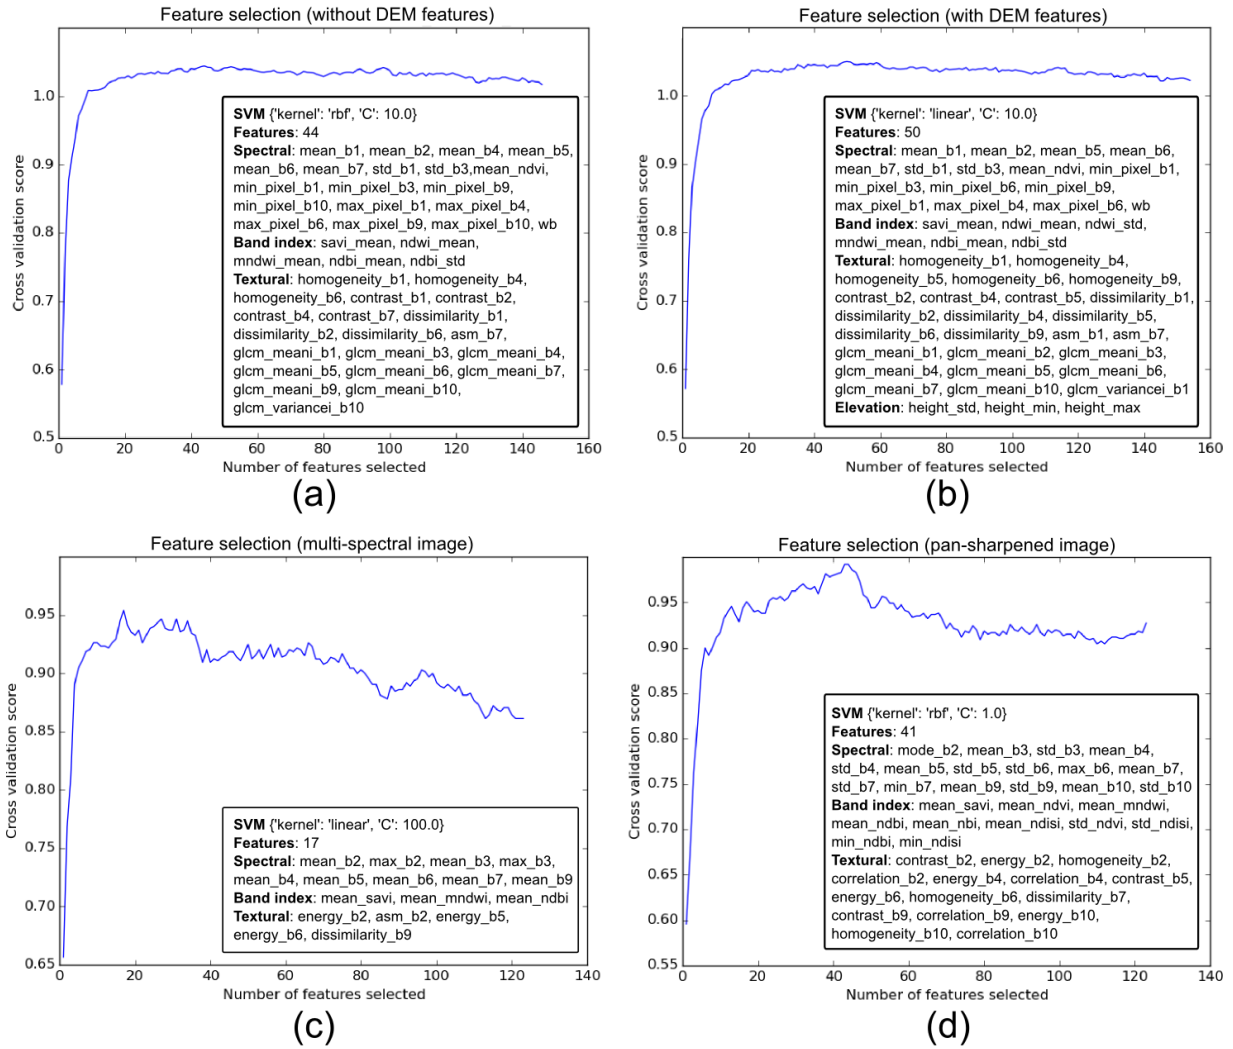 Feature selection (without DEM features)
1.0
0.9
0.8
0.7
0.6
0.5
Cross validation score
SVM {'kernel': 'rbf', 'C': 10.0}
Features: 44
Spectral: mean_b1, mean_b2, mean_b4, mean_b5,
mean_b6, mean_b7, std_b1, std_b3,mean_ndvi,
min_pixel_b1, min_pixel_b3, min_pixel_b9,
min_pixel_b10, max_pixel_b1, max_pixel_b4,
max_pixel_b6, max_pixel_b9, max_pixel_b10, wb
Band index: savi_mean, ndwi_mean,
mndwi_mean, ndbi_mean, ndbi_std
Textural: homogeneity_b1, homogeneity_b4,
homogeneity_b6, contrast_b1, contrast_b2,
contrast_b4, contrast_b7, dissimilarity_b1,
dissimilarity_b2, dissimilarity_b6, asm_b7,
glcm_meani_b1, glcm_meani_b3, glcm_meani_b4,
glcm_meani_b5, glcm_meani_b6, glcm_meani_b7,
glcm_meani_b9, glcm_meani_b10,
glcm_variancei_b10
0 20 40 60 80 100 120 140 160
Number of features selected
(a)
Feature selection (with DEM features)
1.0
0.9
0.8
0.7
0.6
0.5
Cross validation score
SVM {'kernel': 'linear', 'C': 10.0}
Features: 50
Spectral: mean_b1, mean_b2, mean_b5, mean_b6,
mean_b7, std_b1, std_b3, mean_ndvi, min_pixel_b1,
min_pixel_b3, min_pixel_b6, min_pixel_b9,
max_pixel_b1, max_pixel_b4, max_pixel_b6, wb
Band index: savi_mean, ndwi_mean, ndwi_std,
mndwi_mean, ndbi_mean, ndbi_std
Textural: homogeneity_b1, homogeneity_b4,
homogeneity_b5, homogeneity_b6, homogeneity_b9,
contrast_b2, contrast_b4, contrast_b5, dissimilarity_b1,
dissimilarity_b2, dissimilarity_b4, dissimilarity_b5,
dissimilarity_b6, dissimilarity_b9, asm_b1, asm_b7,
glcm_meani_b1, glcm_meani_b2, glcm_meani_b3,
glcm_meani_b4, glcm_meani_b5, glcm_meani_b6,
glcm_meani_b7, glcm_meani_b10, glcm_variancei_b1
Elevation: height_std, height_min, height_max
0 20 40 60 80 100 120 140 160
Number of features selected
(b)
Feature selection (multi-spectral image)
0.95
0.90
0.85
0.80
0.75
0.70
0.65
Cross validation score
SVM {'kernel': 'linear', 'C': 100.0}
Features: 17
Spectral: mean_b2, max_b2, mean_b3, max_b3,
mean_b4, mean_b5, mean_b6, mean_b7, mean_b9
Band index: mean_savi, mean_mndwi, mean_ndbi
Textural: energy_b2, asm_b2, energy_b5,
energy_b6, dissimilarity_b9
0 20 40 60 80 100 120 140
Number of features selected
(c)
Feature selection (pan-sharpened image)
0.95
0.90
0.85
0.80
0.75
0.70
0.65
0.60
0.55
Cross validation score
SVM {'kernel': 'rbf', 'C': 1.0}
Features: 41
Spectral: mode_b2, mean_b3, std_b3, mean_b4,
std_b4, mean_b5, std_b5, std_b6, max_b6, mean_b7,
std_b7, min_b7, mean_b9, std_b9, mean_b10, std_b10
Band index: mean_savi, mean_ndvi, mean_mndwi,
mean_ndbi, mean_nbi, mean_ndisi, std_ndvi, std_ndisi,
min_ndbi, min_ndisi
Textural: contrast_b2, energy_b2, homogeneity_b2,
correlation_b2, energy_b4, correlation_b4, contrast_b5,
energy_b6, homogeneity_b6, dissimilarity_b7,
contrast_b9, correlation_b9, energy_b10,
homogeneity_b10, correlation_b10
0 20 40 60 80 100 120 140
Number of features selected
(d)